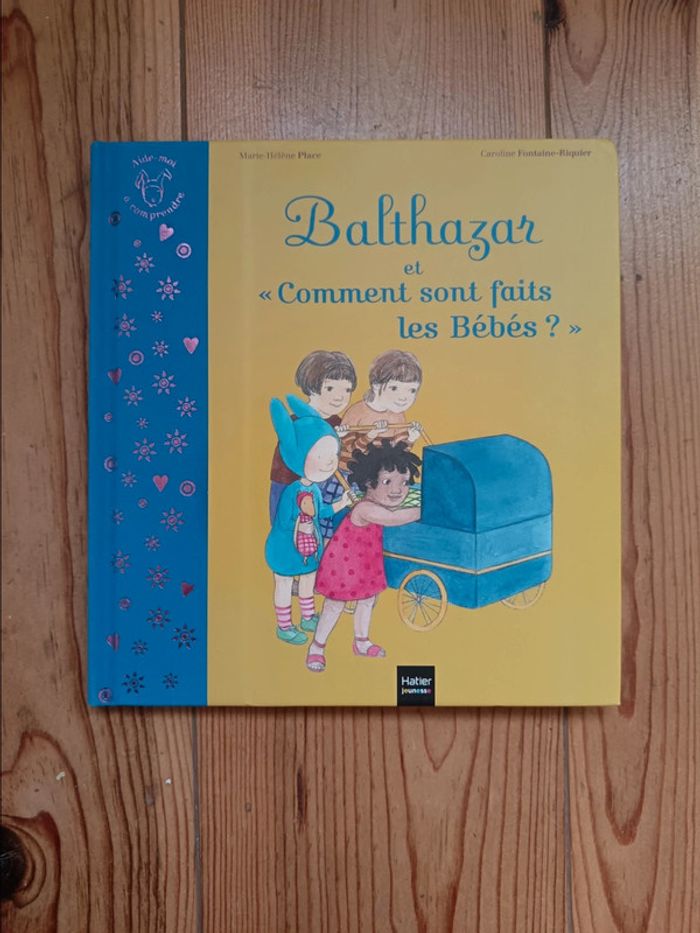 Aide-moi
à comprendre
Marie-Hélène Place
Caroline Fontaine-Riquier
Balthazar
et
« Comment sont faits
les Bébés ? »
Hatier
jeunesse